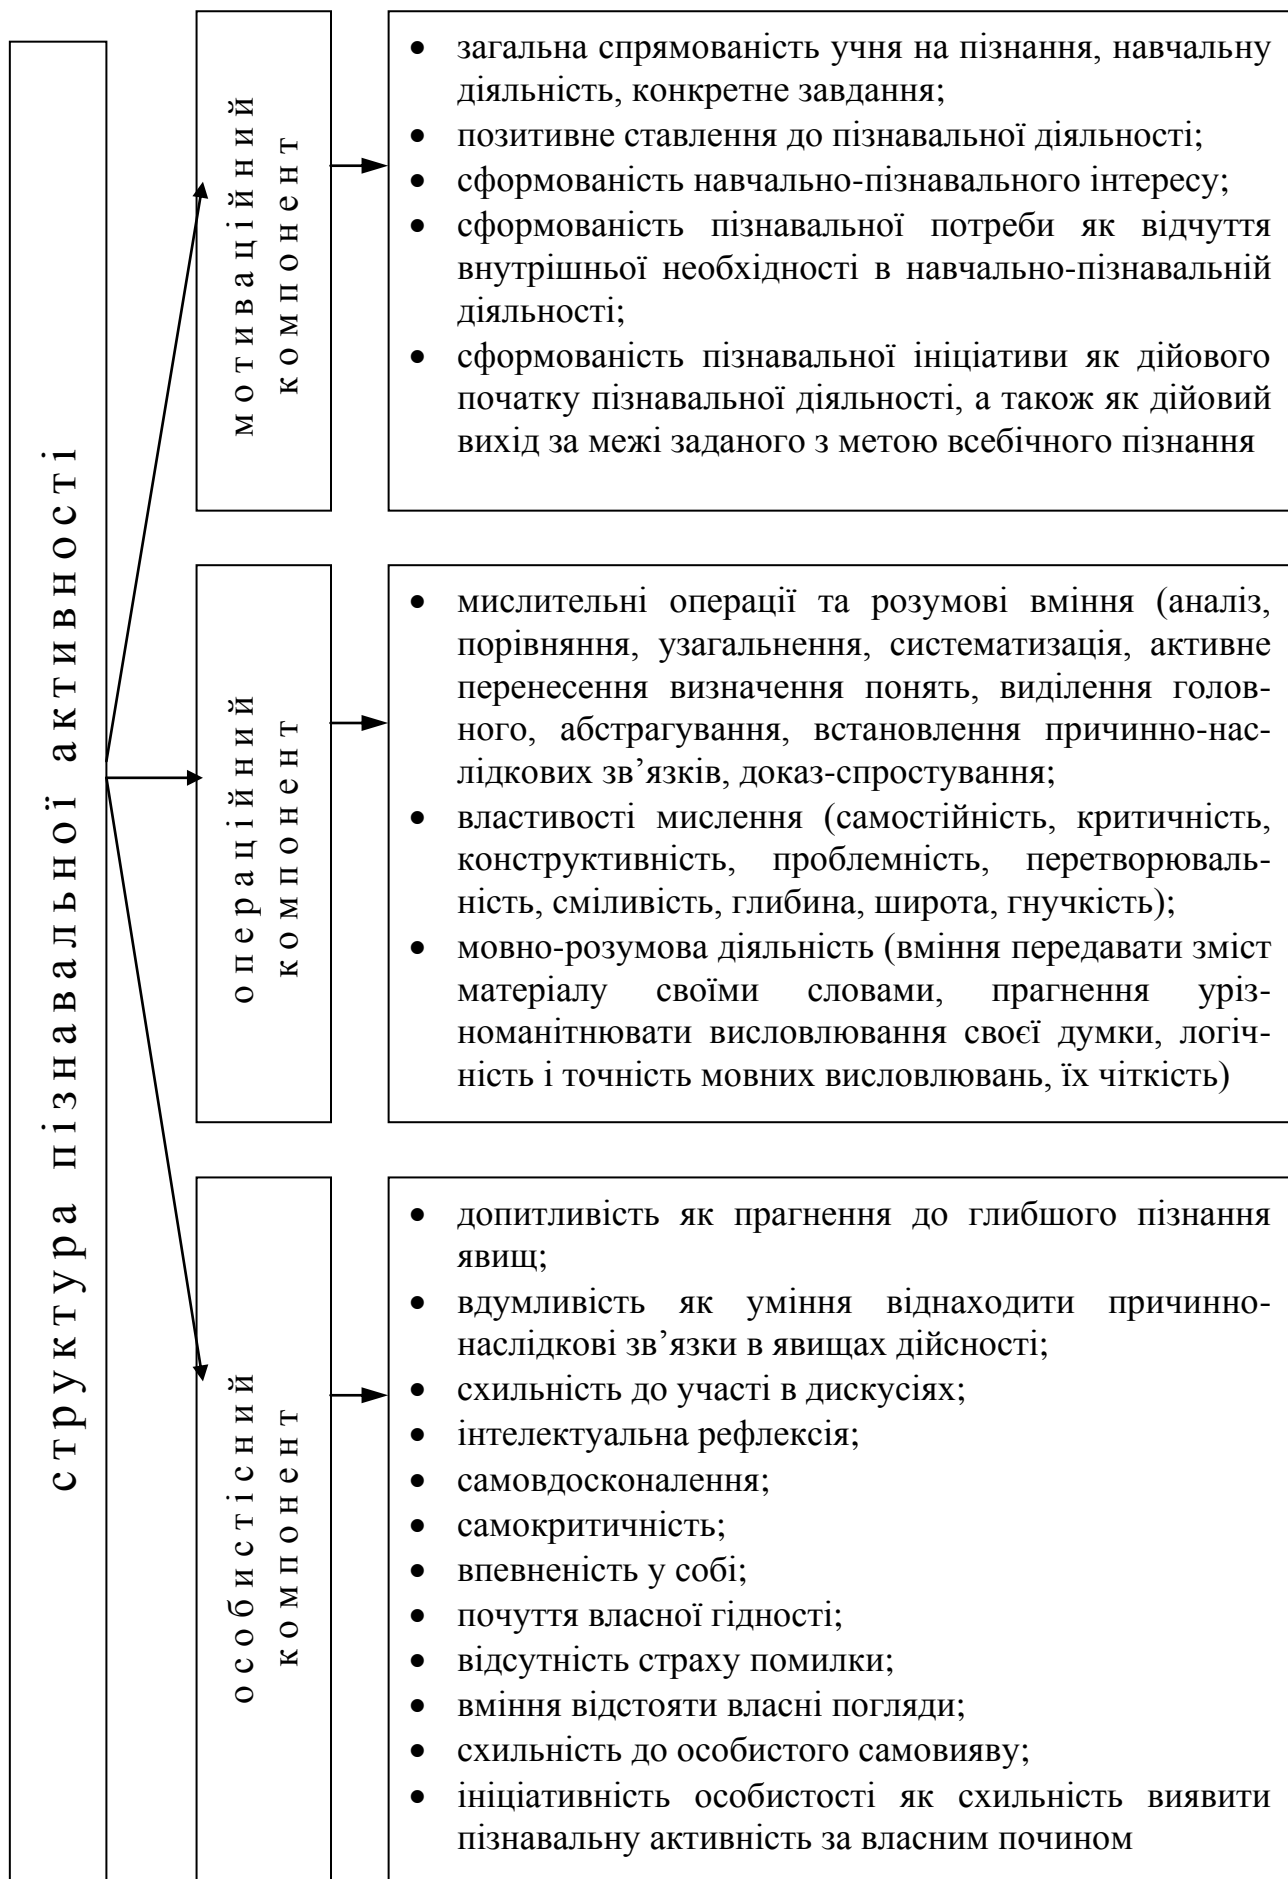 структура пізнавальної активності
мотиваційний
компонент
• загальна спрямованість учня на пізнання, навчальну
діяльність, конкретне завдання;
• позитивне ставлення до пізнавальної діяльності;
• сформованість навчально-пізнавального інтересу;
• сформованість пізнавальної потреби як відчуття
внутрішньої необхідності в навчально-пізнавальній
діяльності;
• сформованість пізнавальної ініціативи як дійового
початку пізнавальної діяльності, а також як дійовий
вихід за межі заданого з метою всебічного пізнання
операційний
компонент
• мислительні операції та розумові вміння (аналіз,
порівняння, узагальнення, систематизація, активне
перенесення визначення понять, виділення голов-
ного, абстрагування, встановлення причинно-нас-
лідкових зв’язків, доказ-спростування;
• властивості мислення (самостійність, критичність,
конструктивність, проблемність, перетворюваль-
ність, сміливість, глибина, широта, гнучкість);
• мовно-розумова діяльність (вміння передавати зміст
матеріалу своїми словами, прагнення уріз-
номанітнювати висловлювання своєї думки, логіч-
ність і точність мовних висловлювань, їх чіткість)
особистісний
компонент
• допитливість як прагнення до глибшого пізнання
явищ;
• вдумливість як уміння віднаходити причинно-
наслідкові зв’язки в явищах дійсності;
• схильність до участі в дискусіях;
• інтелектуальна рефлексія;
• самовдосконалення;
• самокритичність;
• впевненість у собі;
• почуття власної гідності;
• відсутність страху помилки;
• вміння відстояти власні погляди;
• схильність до особистого самовияву;
• ініціативність особистості як схильність виявити
пізнавальну активність за власним почином